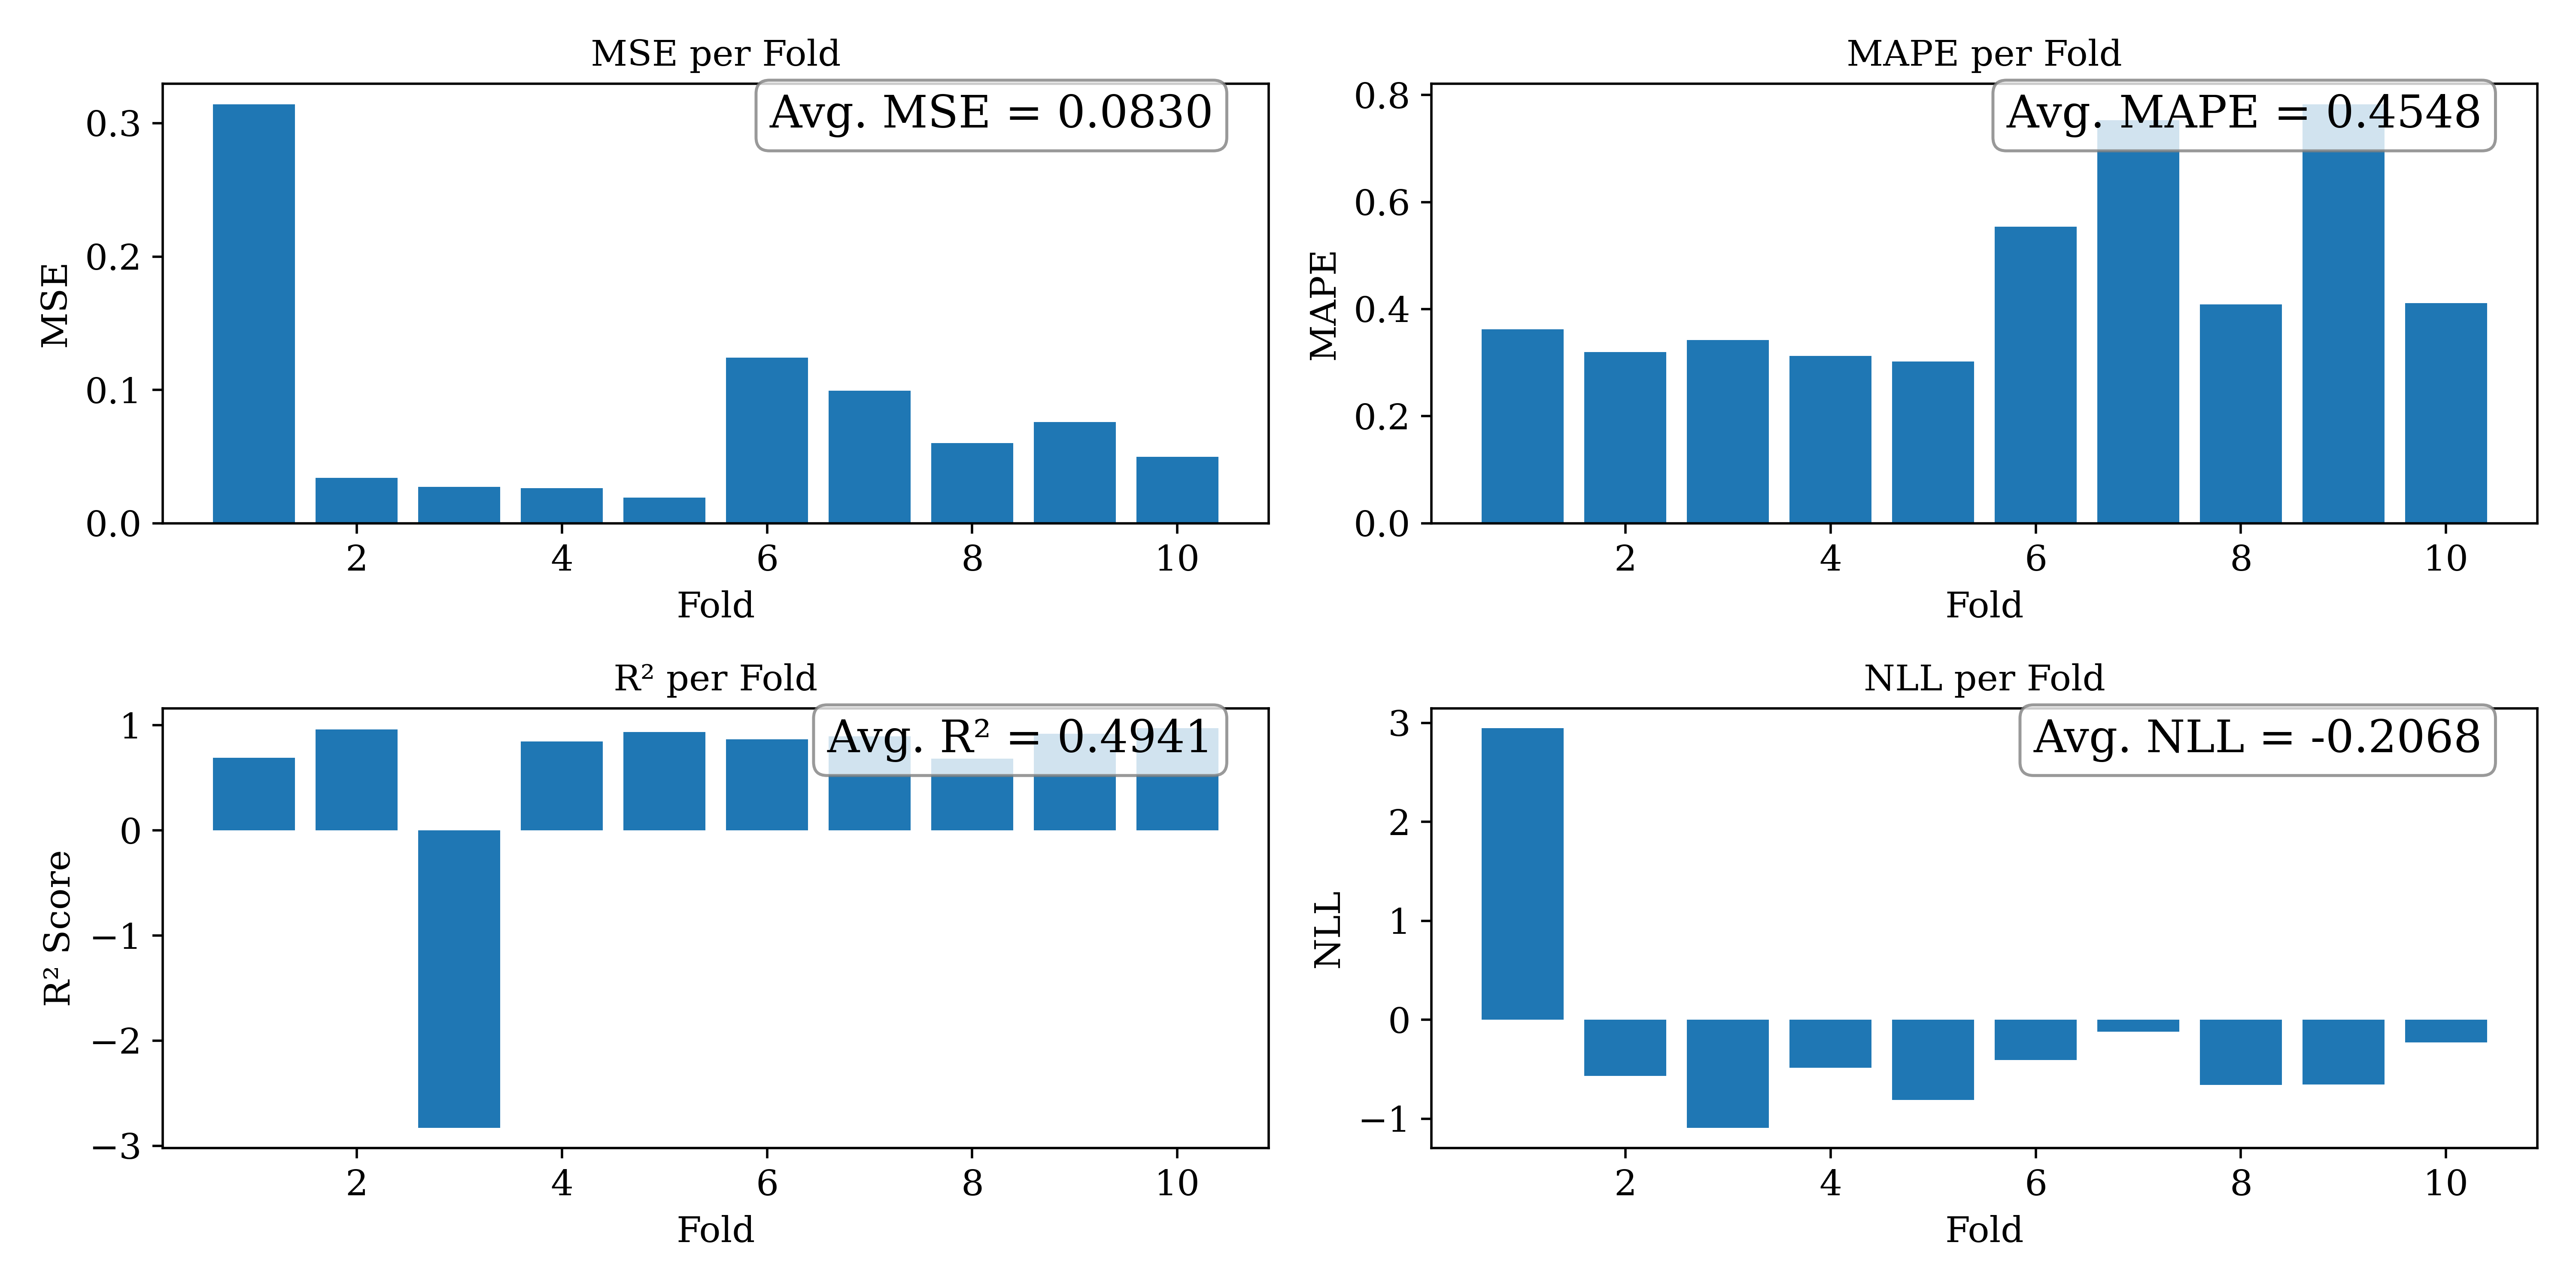 MSE per Fold
Avg. MSE = 0.0830
MSE
0.3
0.2
0.1
0.0
2 4 6 8 10
Fold
MAPE per Fold
Avg. MAPE = 0.4548
MAPE
0.8
0.6
0.4
0.2
0.0
2 4 6 8 10
Fold
R² per Fold
Avg. R² = 0.4941
R² Score
1
0
−1
−2
−3
2 4 6 8 10
Fold
NLL per Fold
Avg. NLL = -0.2068
NLL
3
2
1
0
−1
2 4 6 8 10
Fold